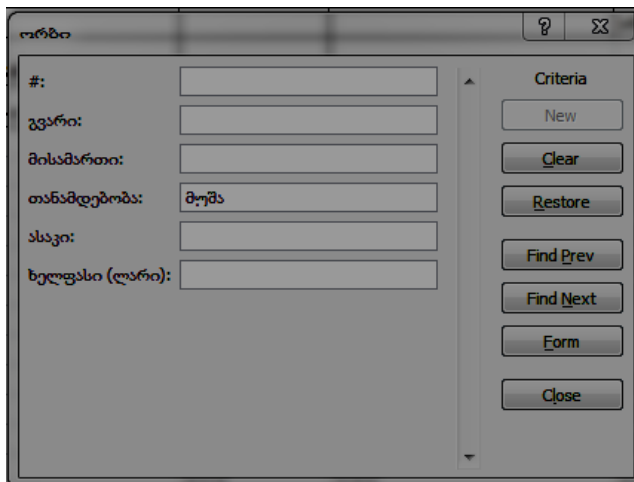 ორბი
#:
Criteria
New
გვარი:
მისამართი:
Clear
თანამდებობა:
მუშა
Restore
ასაკი:
Find Prev
ხელფასი (ლარი):
Find Next
Form
Close